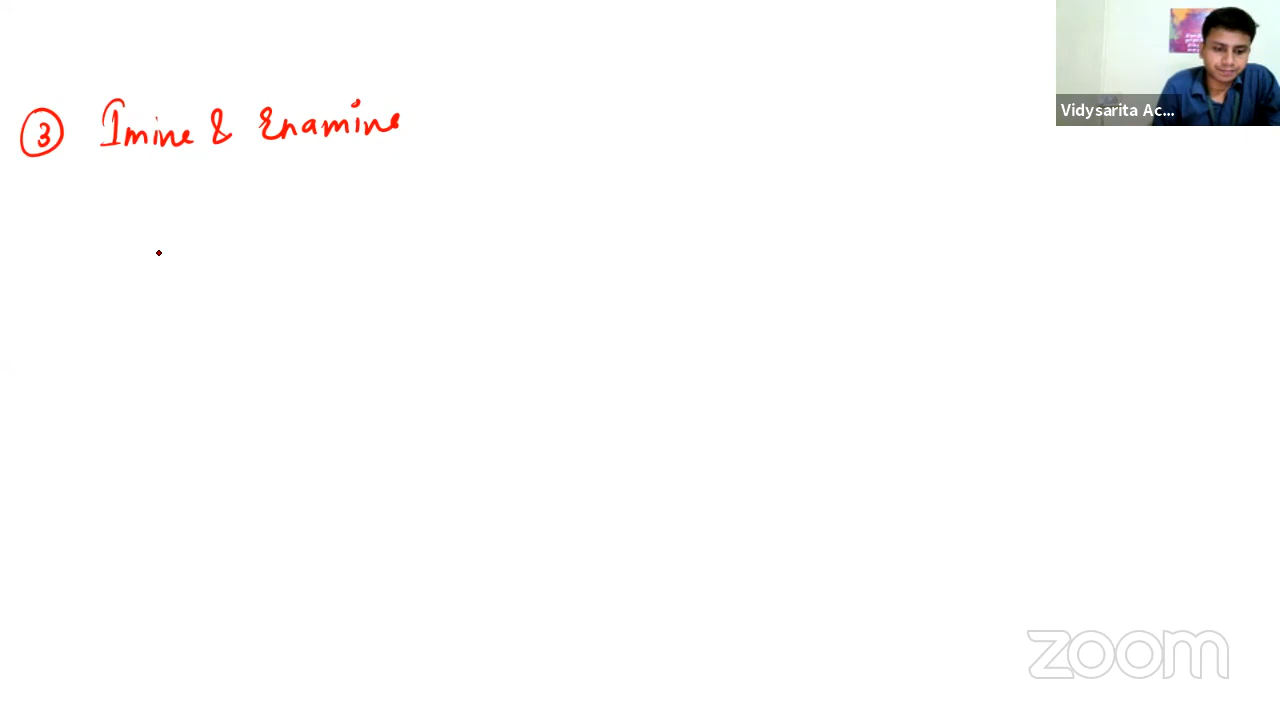 ③ Imine & Enamine
Vidysarita Ac...
zoom